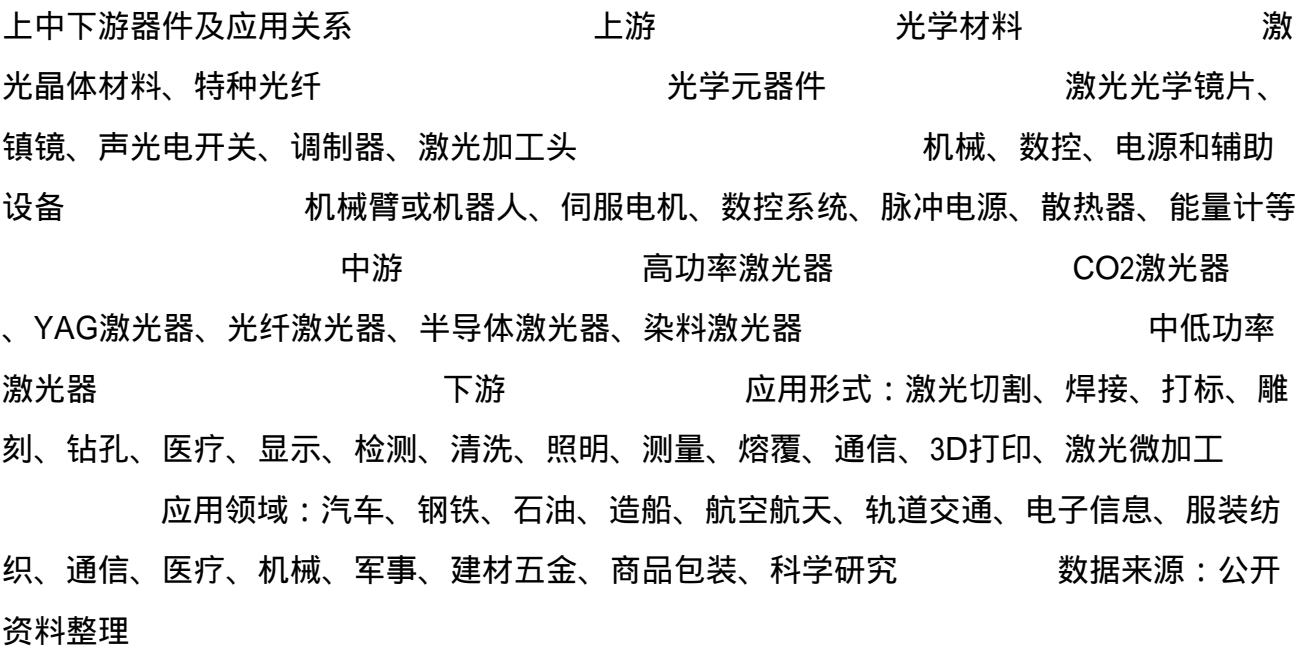 上中下游器件及应用关系 上游 光学材料 激
光晶体材料、特种光纤 光学元器件 激光光学镜片、
镇镜、声光电开关、调制器、激光加工头 机械、数控、电源和辅助
设备 机械臂或机器人、伺服电机、数控系统、脉冲电源、散热器、能量计等
中游 高功率激光器 CO2激光器
、YAG激光器、光纤激光器、半导体激光器、染料激光器 中低功率
激光器 下游 应用形式：激光切割、焊接、打标、雕
刻、钻孔、医疗、显示、检测、清洗、照明、测量、熔覆、通信、3D打印、激光微加工
应用领域：汽车、钢铁、石油、造船、航空航天、轨道交通、电子信息、服装纺
织、通信、医疗、机械、军事、建材五金、商品包装、科学研究 数据来源：公开
资料整理